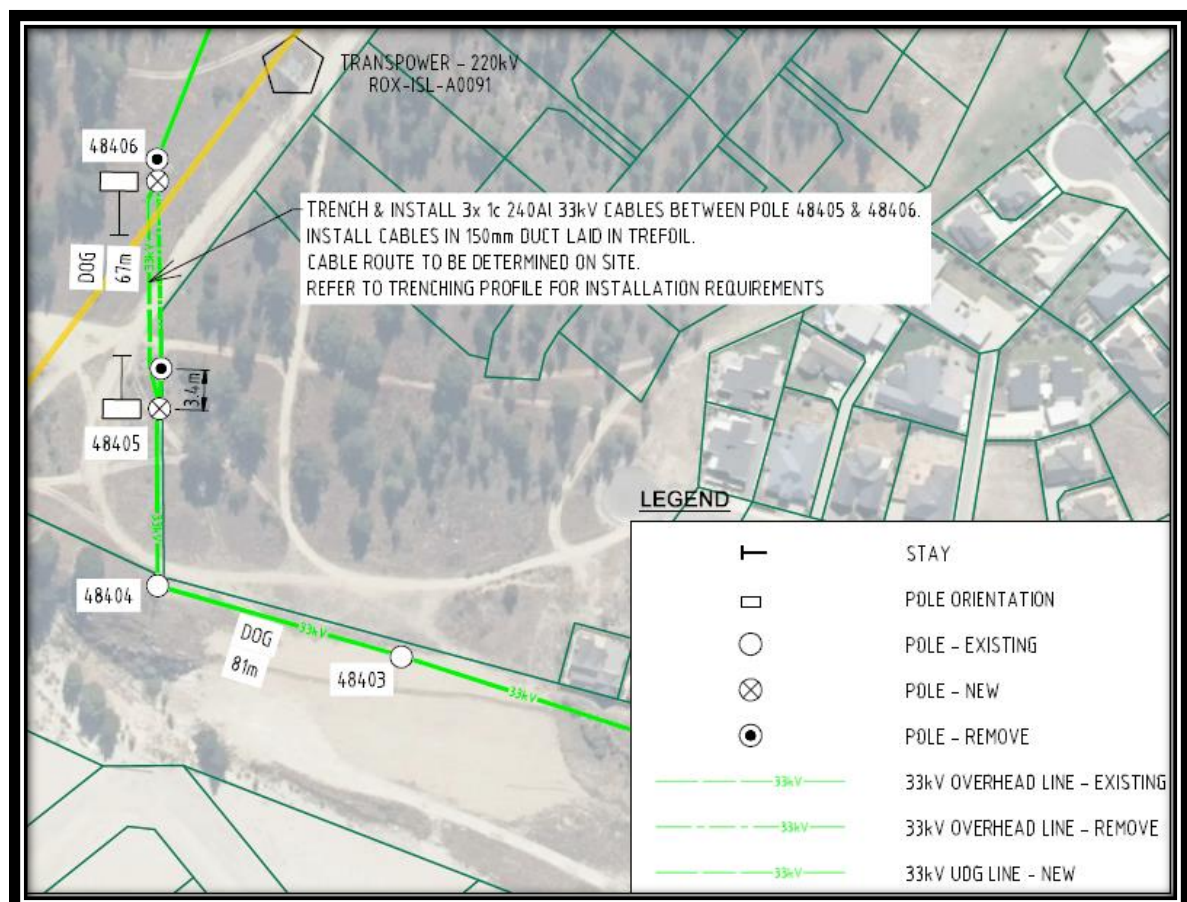 TRANSPOWER - 220kV
ROX-ISL-A0091
48406
TRENCH & INSTALL 3x 1c 240Al 33kV CABLES BETWEEN POLE 48405 & 48406.
INSTALL CABLES IN 150mm DUCT LAID IN TREFOIL.
CABLE ROUTE TO BE DETERMINED ON SITE.
REFER TO TRENCHING PROFILE FOR INSTALLATION REQUIREMENTS
DOG
67m
33kV
3.4m
48405
33kV
48404
33kV
DOG
81m
48403
33kV
LEGEND
STAY
POLE ORIENTATION
POLE - EXISTING
POLE - NEW
POLE - REMOVE
33kV 33kV OVERHEAD LINE - EXISTING
33kV 33kV OVERHEAD LINE - REMOVE
33kV 33kV UDG LINE - NEW